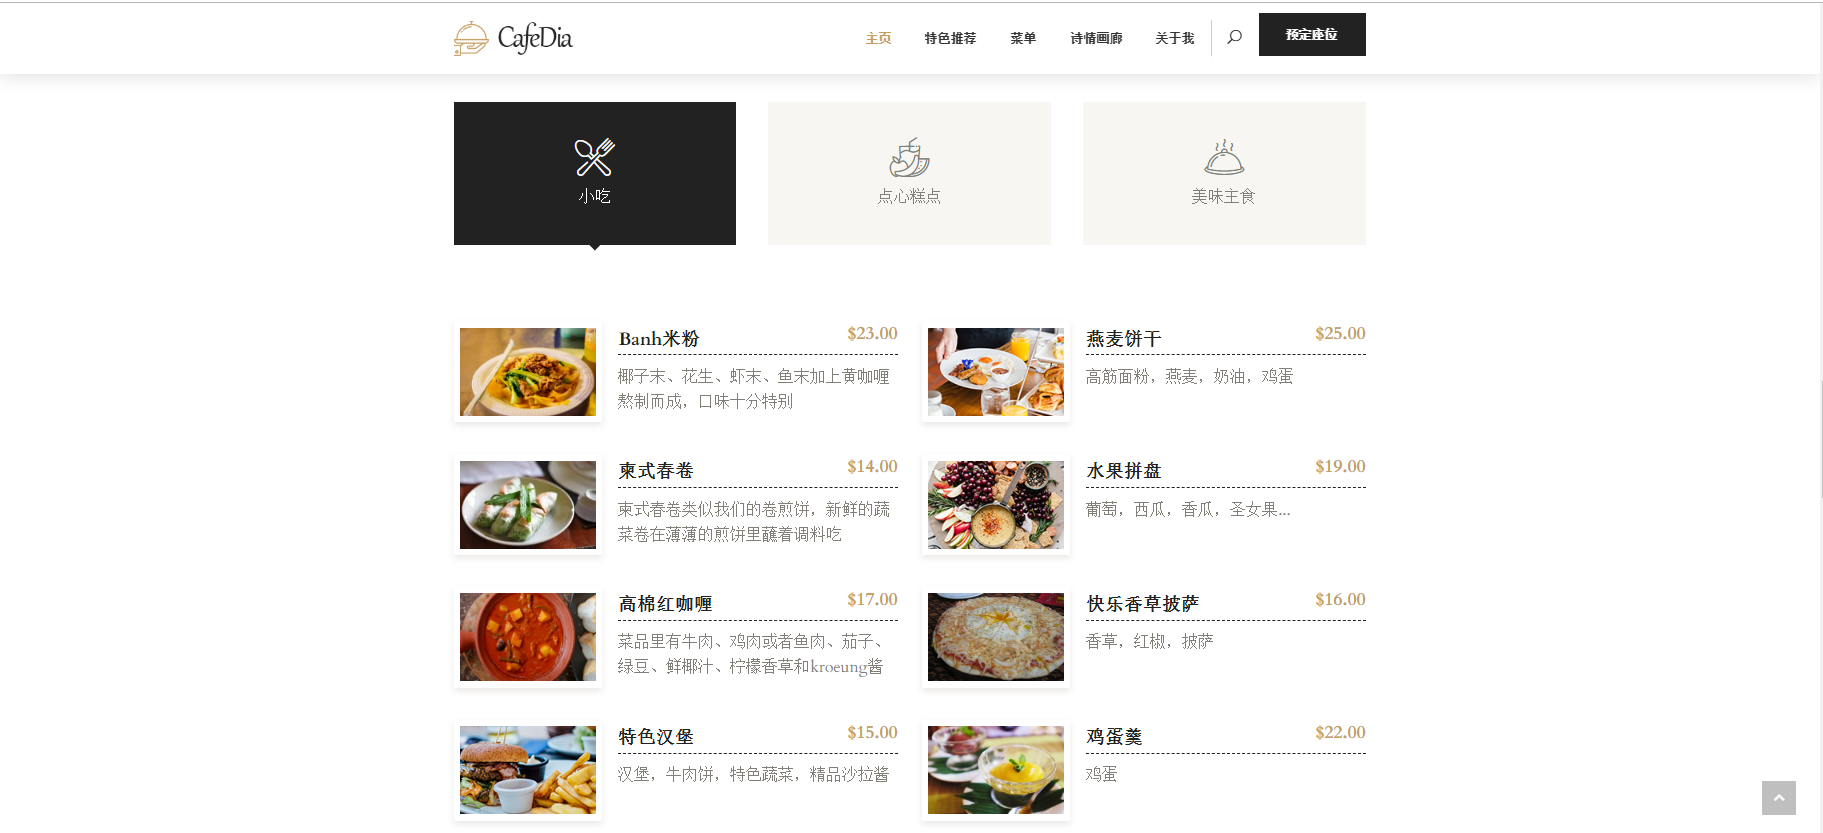 CafeDia
主页 特色推荐 菜单 诗情画廊 关于我 预定座位
小吃 点心糕点 美味主食
Banh米粉 $23.00
椰子末、花生、虾末、鱼末加上黄咖喱
熬制而成，口味十分特别
燕麦饼干 $25.00
高筋面粉，燕麦，奶油，鸡蛋
柬式春卷 $14.00
柬式春卷类似我们的卷煎饼，新鲜的蔬
菜卷在薄薄的煎饼里蘸着调料吃
水果拼盘 $19.00
葡萄，西瓜，香瓜，圣女果...
高棉红咖喱 $17.00
菜品里有牛肉、鸡肉或者鱼肉、茄子、
绿豆、鲜椰汁、柠檬香草和kroeung酱
快乐香草披萨 $16.00
香草，红椒，披萨
特色汉堡 $15.00
汉堡，牛肉饼，特色蔬菜，精品沙拉酱
鸡蛋羹 $22.00
鸡蛋